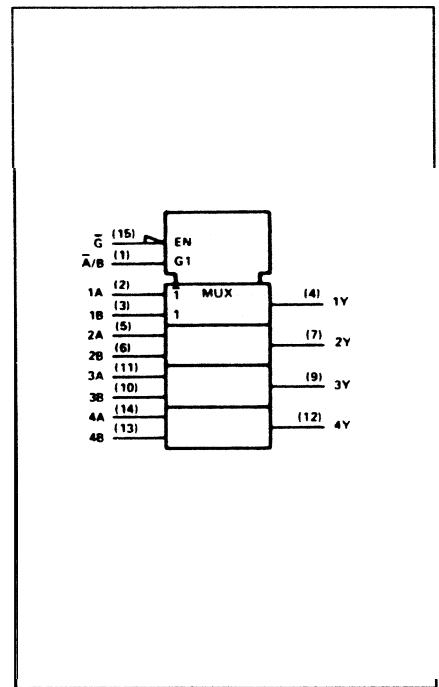 G̅ (15) EN
A̅/B (1) G1
MUX
1A (2) 1̅ (4) 1Y
1B (3) 1
2A (5) (7) 2Y
2B (6)
3A (11) (9) 3Y
3B (10)
4A (14) (12) 4Y
4B (13)